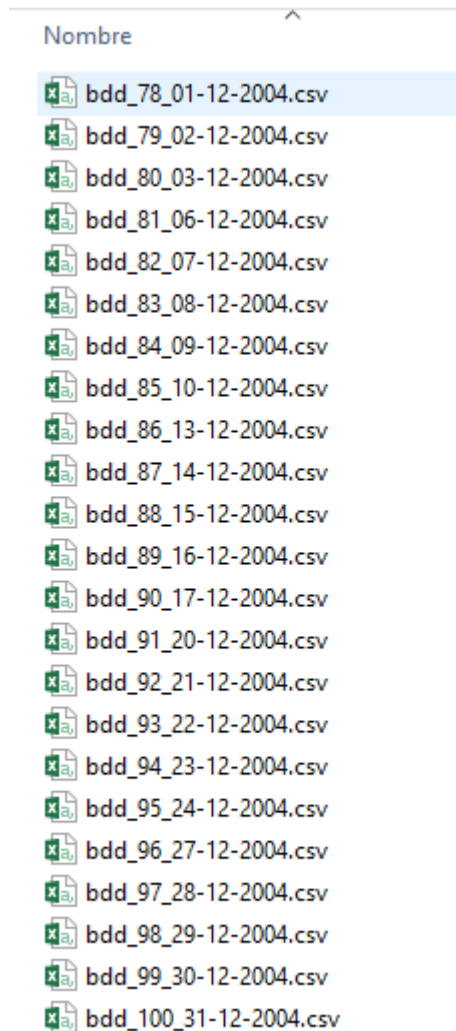 Nombre
bdd_78_01-12-2004.csv
bdd_79_02-12-2004.csv
bdd_80_03-12-2004.csv
bdd_81_06-12-2004.csv
bdd_82_07-12-2004.csv
bdd_83_08-12-2004.csv
bdd_84_09-12-2004.csv
bdd_85_10-12-2004.csv
bdd_86_13-12-2004.csv
bdd_87_14-12-2004.csv
bdd_88_15-12-2004.csv
bdd_89_16-12-2004.csv
bdd_90_17-12-2004.csv
bdd_91_20-12-2004.csv
bdd_92_21-12-2004.csv
bdd_93_22-12-2004.csv
bdd_94_23-12-2004.csv
bdd_95_24-12-2004.csv
bdd_96_27-12-2004.csv
bdd_97_28-12-2004.csv
bdd_98_29-12-2004.csv
bdd_99_30-12-2004.csv
bdd_100_31-12-2004.csv